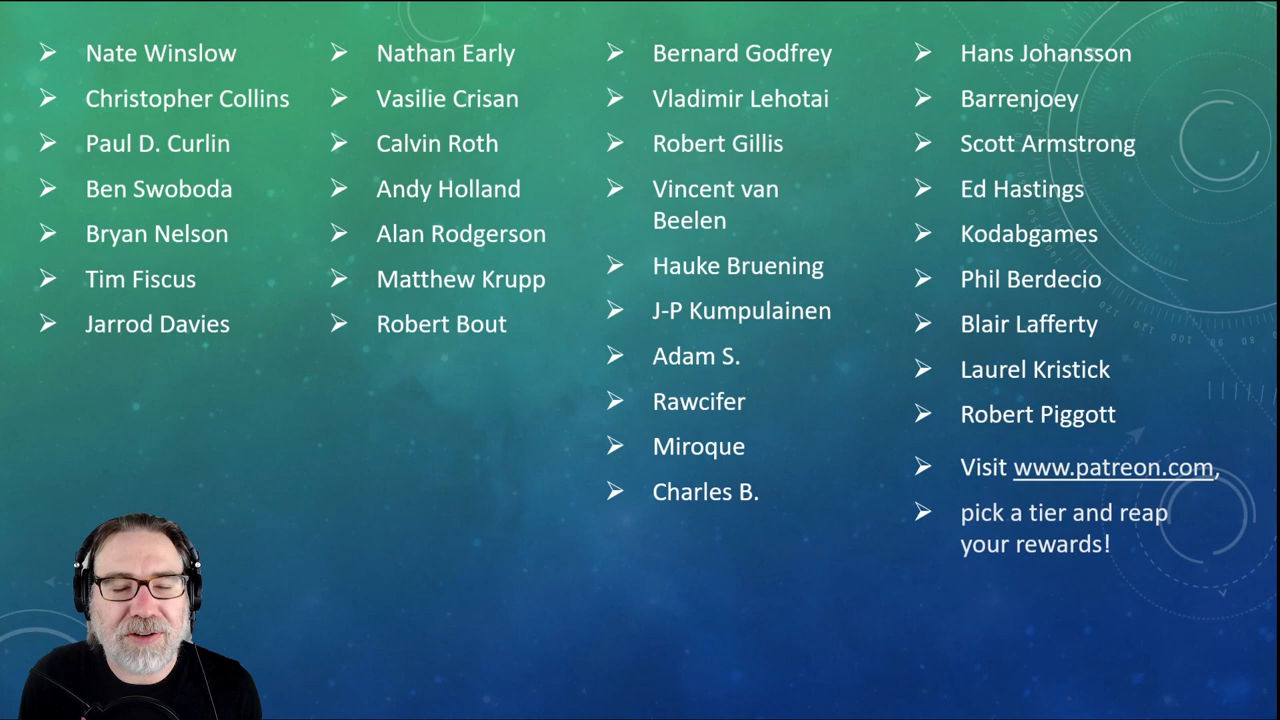 Nate Winslow
Christopher Collins
Paul D. Curlin
Ben Swoboda
Bryan Nelson
Tim Fiscus
Jarrod Davies
Nathan Early
Vasilie Crisan
Calvin Roth
Andy Holland
Alan Rodgerson
Matthew Krupp
Robert Bout
Bernard Godfrey
Vladimir Lehotai
Robert Gillis
Vincent van
Beelen
Hauke Bruening
J-P Kumpulainen
Adam S.
Rawcifer
Miroque
Charles B.
Hans Johansson
Barrenjoey
Scott Armstrong
Ed Hastings
Kodabgames
Phil Berdecio
Blair Lafferty
Laurel Kristick
Robert Piggott
Visit www.patreon.com,
pick a tier and reap
your rewards!